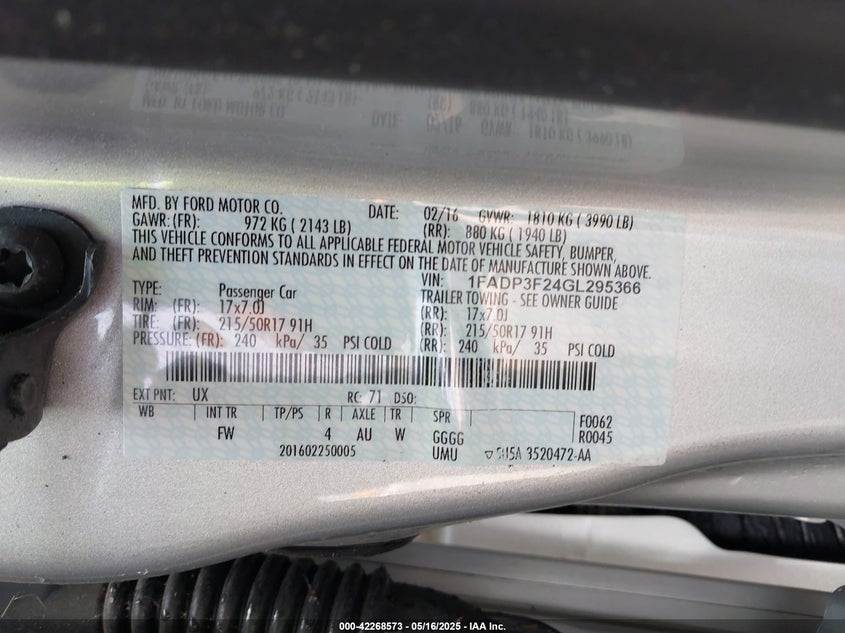 MFD. BY FORD MOTOR CO. DATE: 02/16 GVWR: 1810 KG ( 3990 LB)
GAWR:(FR): 972 KG ( 2143 LB) (RR): 880 KG ( 1940 LB)
THIS VEHICLE CONFORMS TO ALL APPLICABLE FEDERAL MOTOR VEHICLE SAFETY, BUMPER,
AND THEFT PREVENTION STANDARDS IN EFFECT ON THE DATE OF MANUFACTURE SHOWN ABOVE.
VIN: 1FADP3F24GL295366
TYPE: Passenger Car TRAILER TOWING - SEE OWNER GUIDE
RIM: (FR): 17x7.0J (RR): 17x7.0J
TIRE: (FR): 215/50R17 91H (RR): 215/50R17 91H
PRESSURE:(FR): 240 kPa/ 35 PSI COLD (RR): 240 kPa/ 35 PSI COLD
EXT PNT: UX RC: 71 DSO:
WB INT TR TP/PS R AXLE TR SPR F0062
FW 4 AU W GGGG R0045
201602250005 UMU 3520472-AA
000-42268573 / 05/16/2025 - IAA Inc.